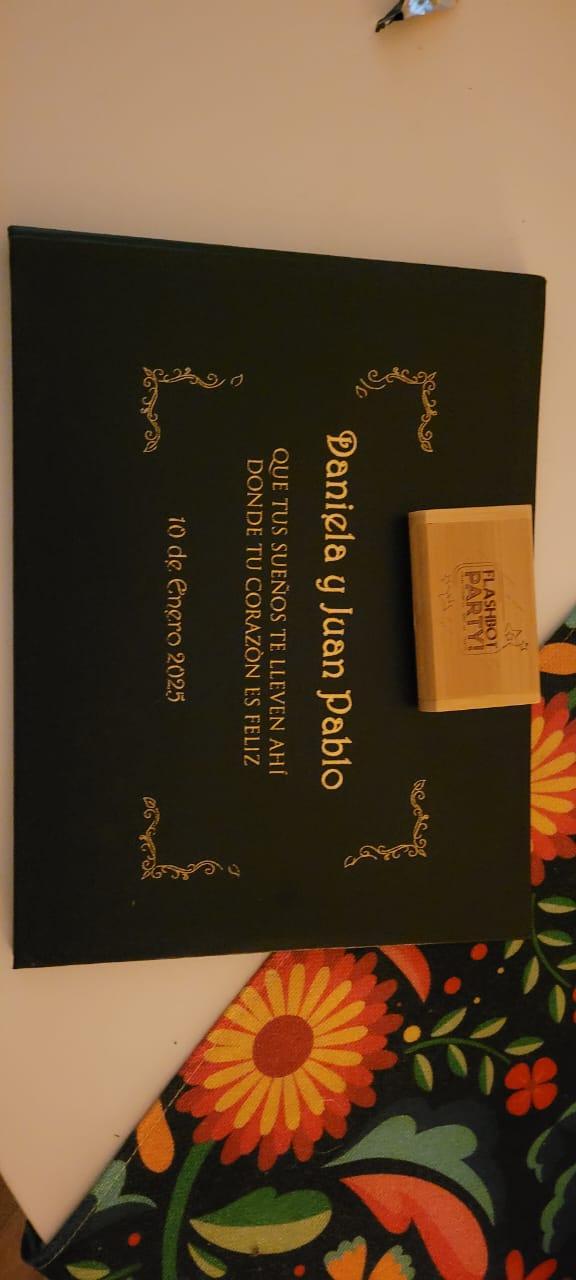 FLASHBOT
PARTY!
Daniela y Juan Pablo
QUE TUS SUEÑOS TE LLEVEN AHÍ
DONDE TU CORAZÒN ES FELIZ
10 de Enero 2025